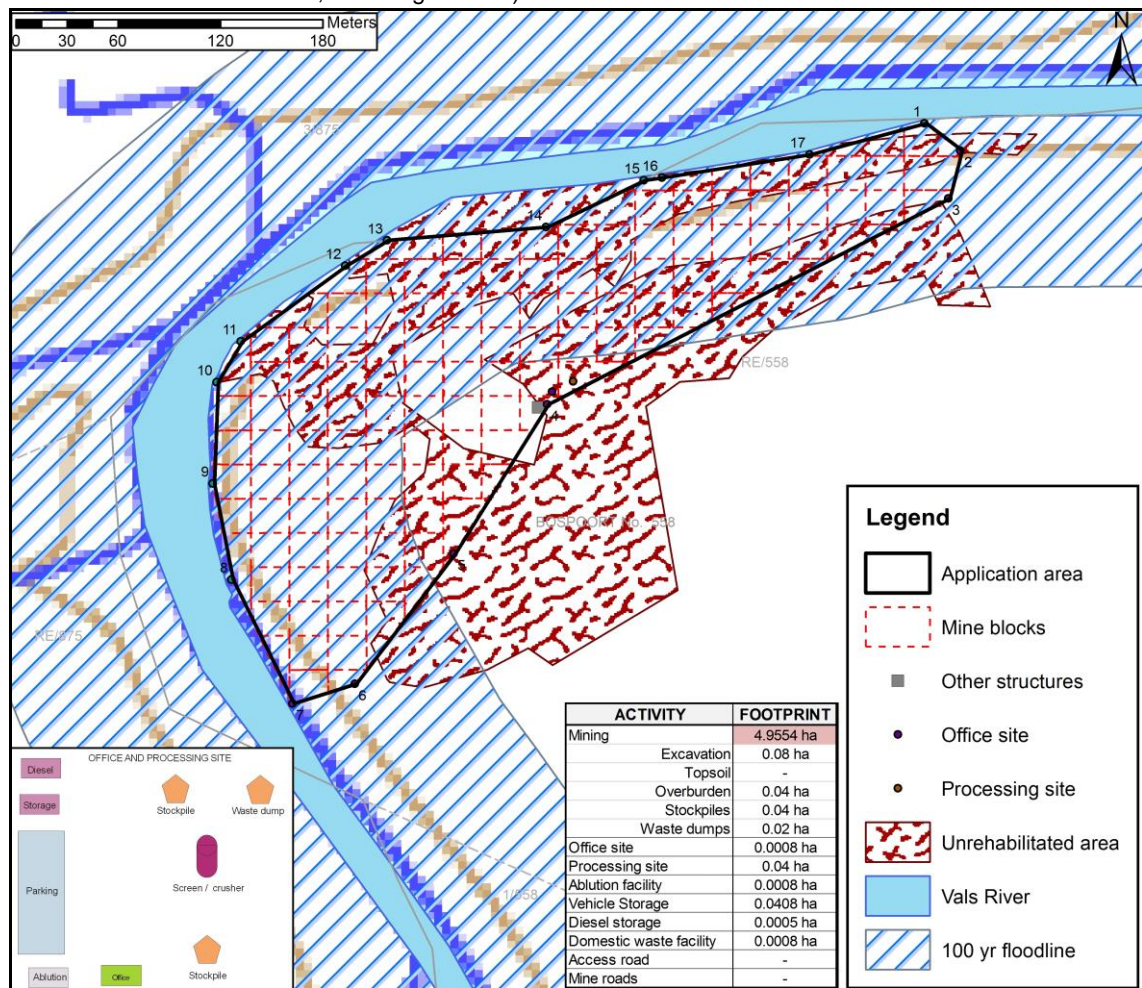 Meters
0 30 60 120 180
N
3/875
1
2
3
17
16
15
14
13
12
11
10
9
8
7
6
5
4
RE/558
BOSPOORT No. 558
RE/875
1/558
Legend
Application area
Mine blocks
Other structures
Office site
Processing site
Unrehabilitated area
Vals River
100 yr floodline
ACTIVITY FOOTPRINT
Mining 4.9554 ha
Excavation 0.08 ha
Topsoil -
Overburden 0.04 ha
Stockpiles 0.04 ha
Waste dumps 0.02 ha
Office site 0.0008 ha
Processing site 0.04 ha
Ablution facility 0.0008 ha
Vehicle Storage 0.0408 ha
Diesel storage 0.0005 ha
Domestic waste facility 0.0008 ha
Access road -
Mine roads -
OFFICE AND PROCESSING SITE
Diesel
Storage
Stockpile
Waste dump
Parking
Screen / crusher
Stockpile
Ablution
Office